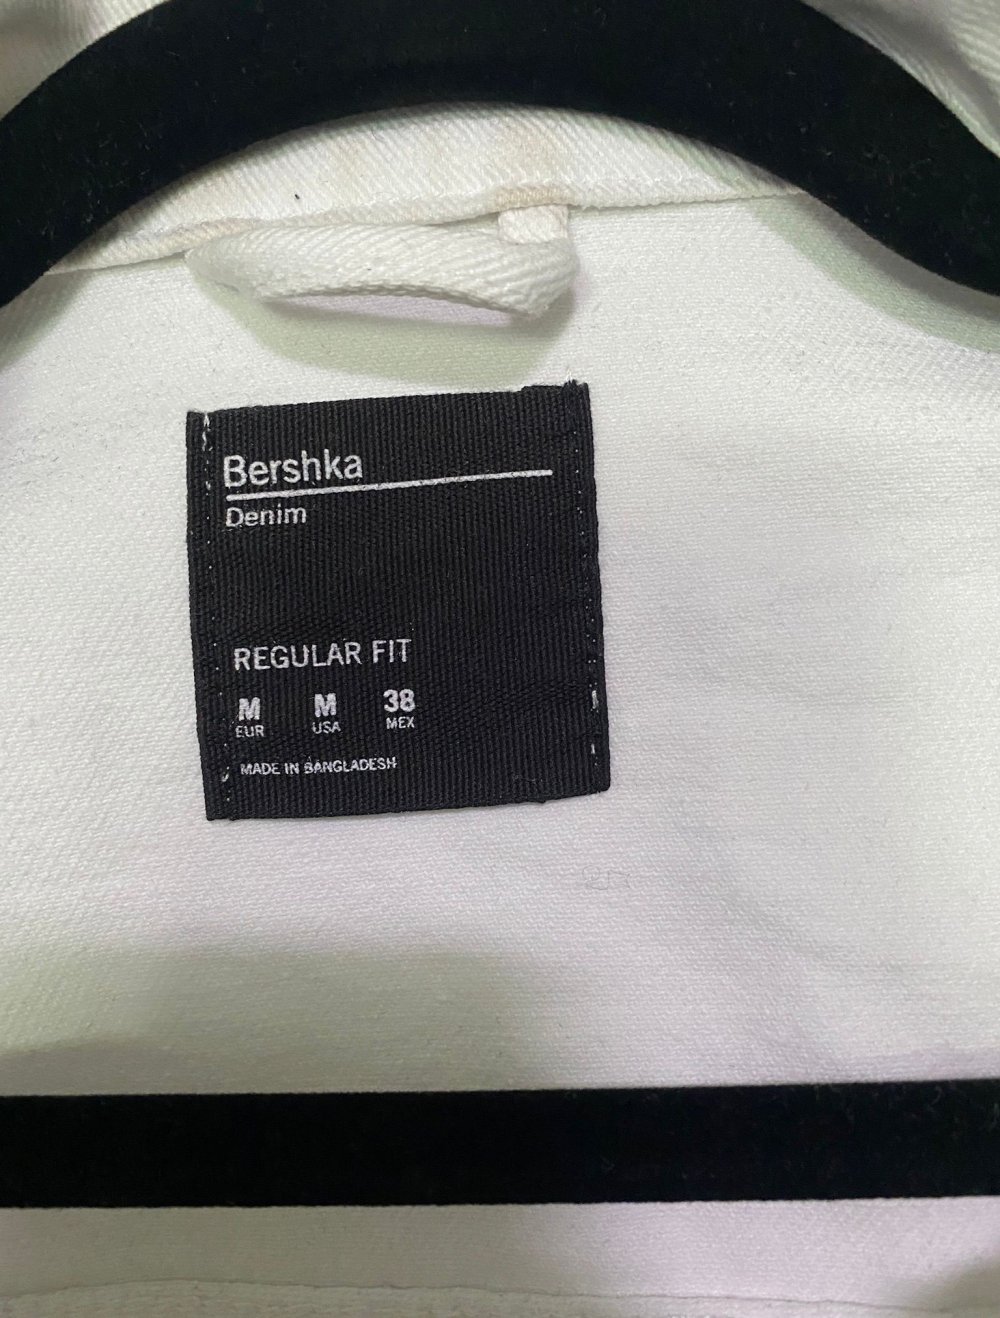 Bershka
Denim
REGULAR FIT
M M 38
EUR USA MEX
MADE IN BANGLADESH